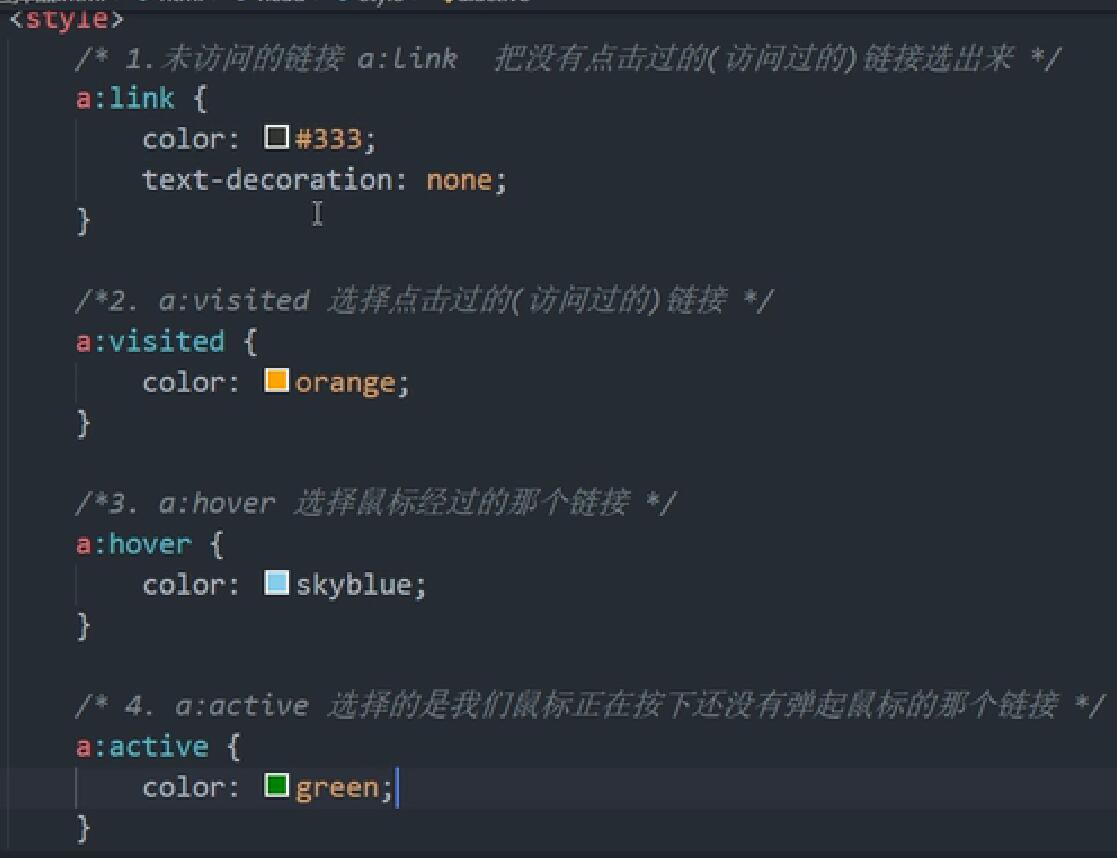 <style>
/* 1.未访问的链接 a:link  把没有点击过的(访问过的)链接选出来 */
a:link {
color: #333;
text-decoration: none;
}
/*2. a:visited 选择点击过的(访问过的)链接 */
a:visited {
color: orange;
}
/*3. a:hover 选择鼠标经过的那个链接 */
a:hover {
color: skyblue;
}
/* 4. a:active 选择的是我们鼠标正在按下还没有弹起鼠标的那个链接 */
a:active {
color: green;
}